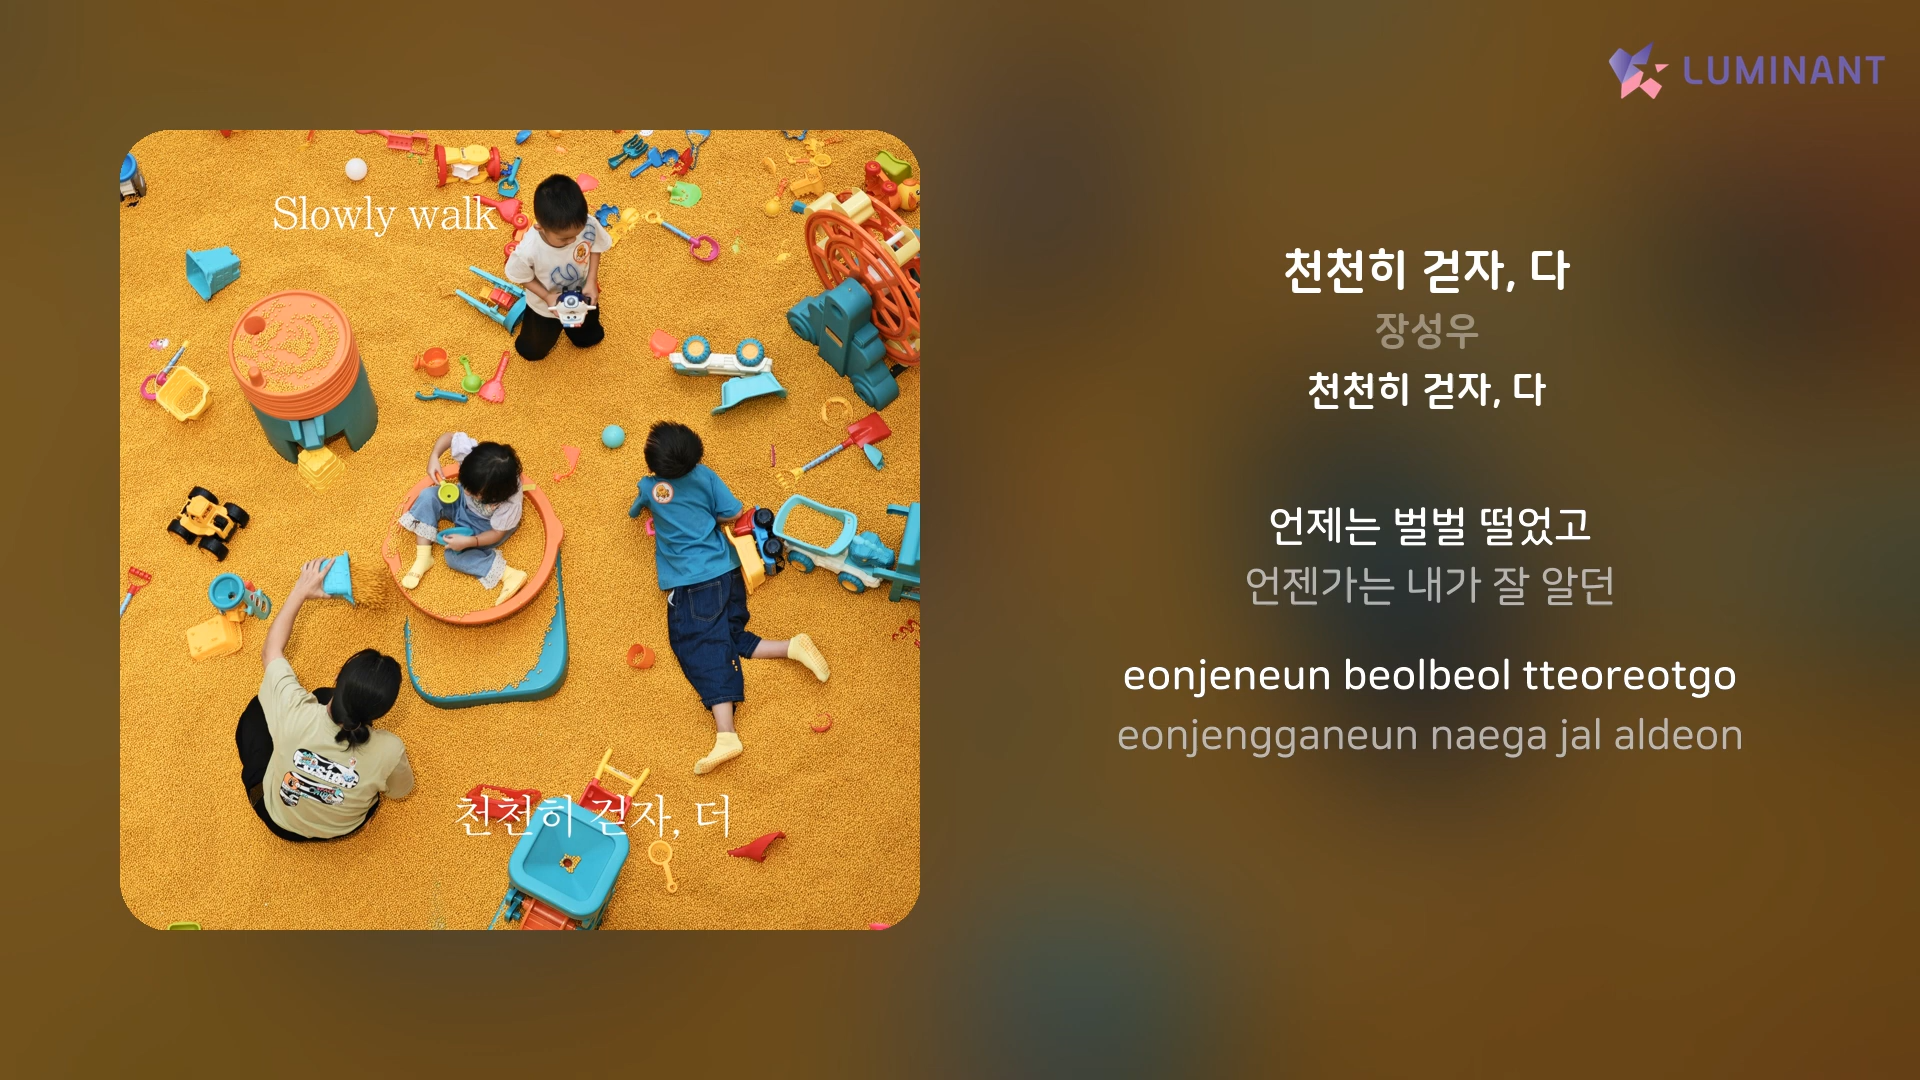 LUMINANT
Slowly walk
천천히 걷자, 더
천천히 걷자, 다
장성우
천천히 걷자, 다
언제는 벌벌 떨었고
언젠가는 내가 잘 알던
eonjeneun beolbeol tteoreotgo
eonjengganeun naega jal aldeon